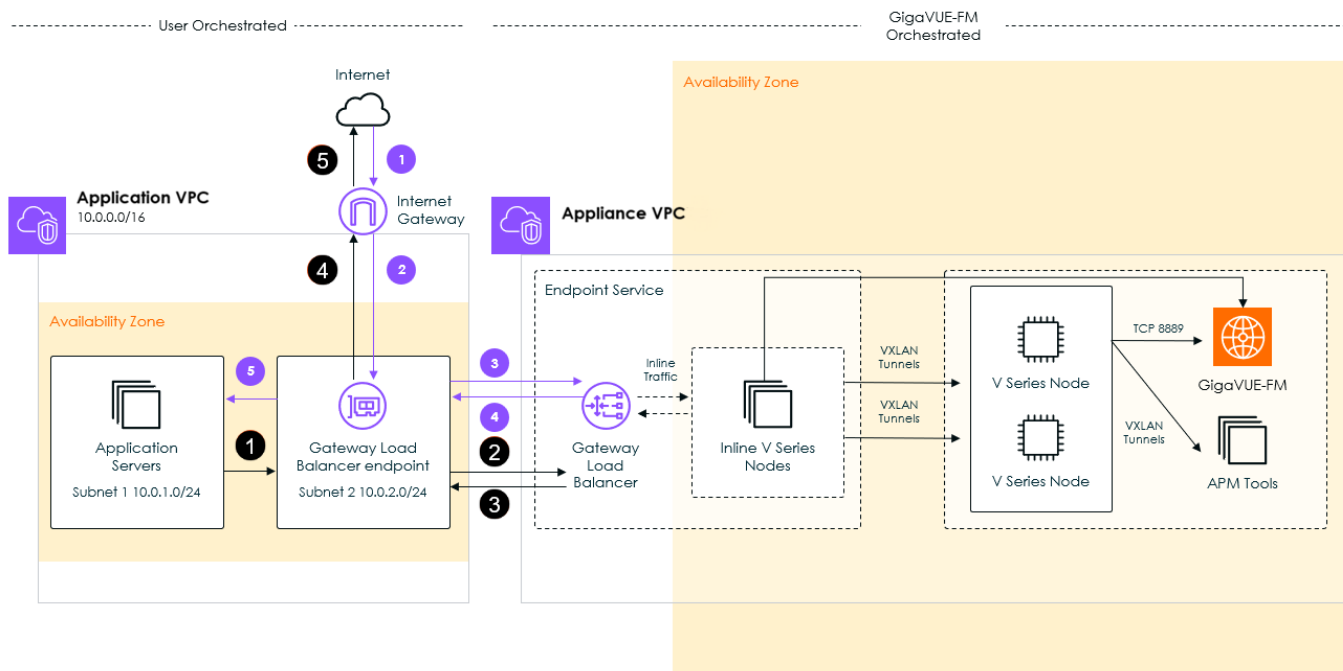 User Orchestrated
GigaVUE-FM
Orchestrated
Internet
Availability Zone
5
1
Application VPC
10.0.0.0/16
Internet
Gateway
Appliance VPC
4
2
Endpoint Service
Availability Zone
TCP 8889
Inline
Traffic
VXLAN
Tunnels
5
3
V Series Node
GigaVUE-FM
4
VXLAN
Tunnels
VXLAN
Tunnels
1
Application
Servers
Subnet 1 10.0.1.0/24
Gateway Load
Balancer endpoint
Subnet 2 10.0.2.0/24
2
3
Gateway
Load
Balancer
Inline V Series
Nodes
V Series Node
APM Tools